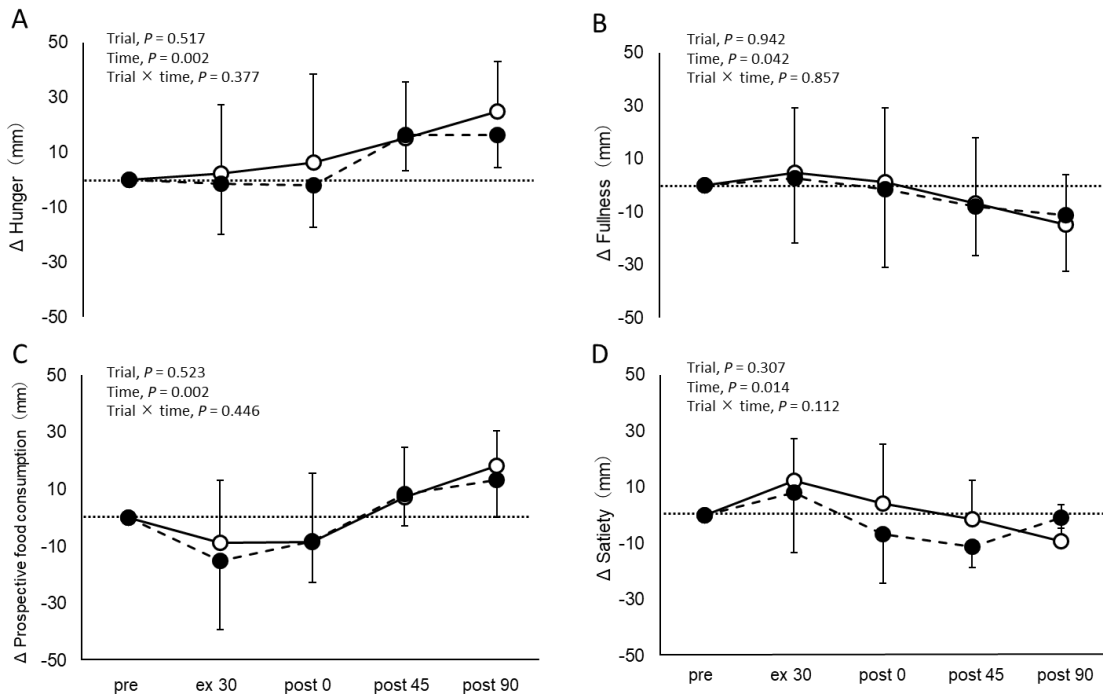 A
Trial, P = 0.517
Time, P = 0.002
Trial × time, P = 0.377
50
30
10
-10
-30
-50
Δ Hunger（mm）
B
Trial, P = 0.942
Time, P = 0.042
Trial × time, P = 0.857
50
30
10
-10
-30
-50
Δ Fullness（mm）
C
Trial, P = 0.523
Time, P = 0.002
Trial × time, P = 0.446
50
30
10
-10
-30
-50
Δ Prospective food consumption（mm）
pre ex 30 post 0 post 45 post 90
D
Trial, P = 0.307
Time, P = 0.014
Trial × time, P = 0.112
50
30
10
-10
-30
-50
Δ Satiety（mm）
pre ex 30 post 0 post 45 post 90